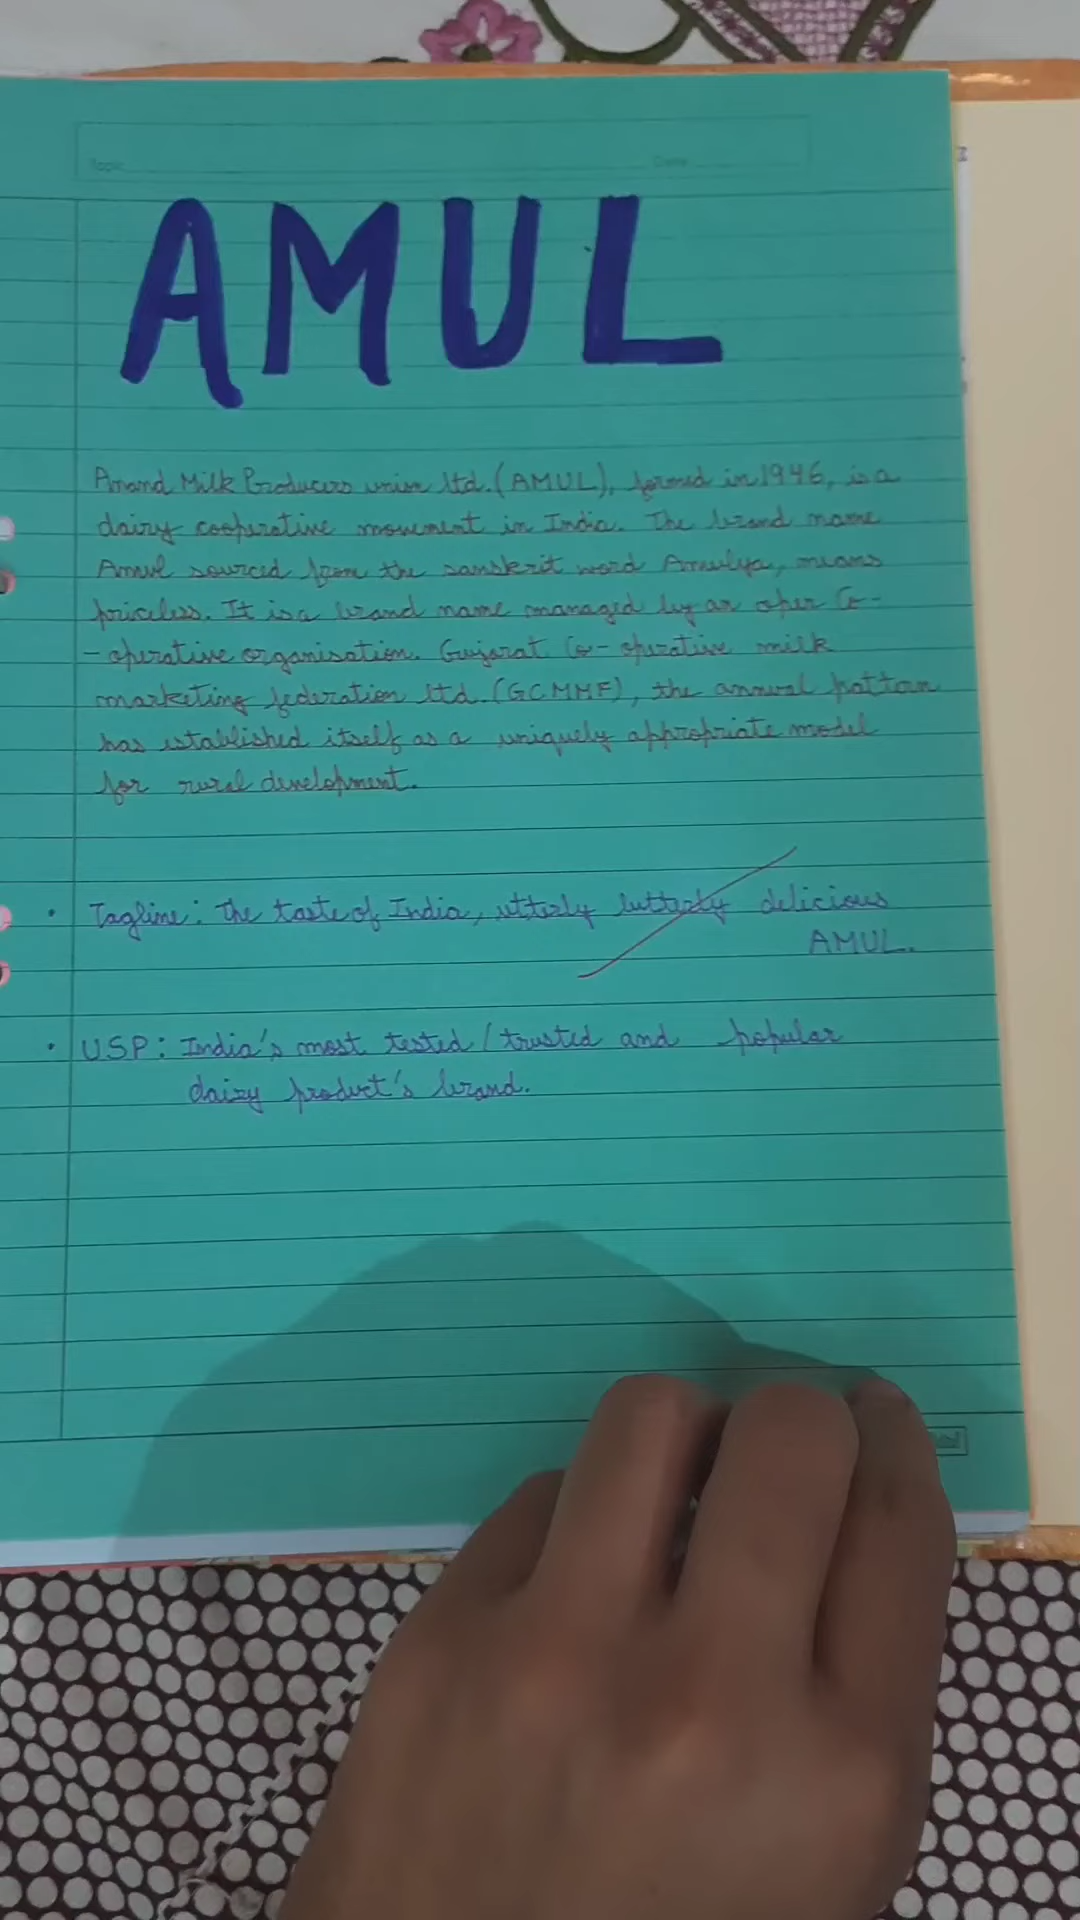 Topic Date
AMUL
Anand Milk Producers union ltd. (AMUL), formed in 1946, is a
dairy cooperative movement in India. The brand name
Amul sourced from the sanskrit word Amulya, means
priceless. It is a brand name managed by an oper Co-
- operative organisation. Gujarat Co-operative milk
marketing federation ltd. (GCMMF), the annual pattern
has established itself as a uniquely appropriate model
for rural development.
• Tagline: the taste of India, utterly butterly delicious
AMUL.
• USP: India's most tested/trusted and popular
dairy product's brand.